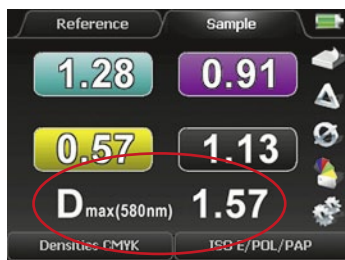 Reference Sample
1.28 0.91
0.57 1.13
Dmax(580nm) 1.57
Densities CMYK ISO E/POL/PAP